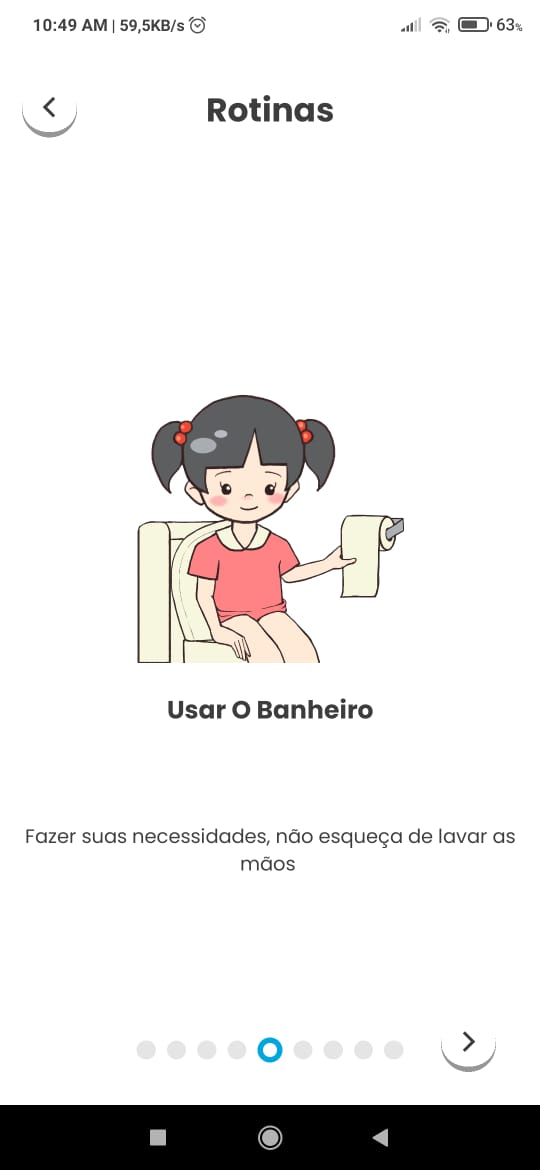 10:49 AM | 59,5KB/s
63%
Rotinas
Usar O Banheiro
Fazer suas necessidades, não esqueça de lavar as
mãos